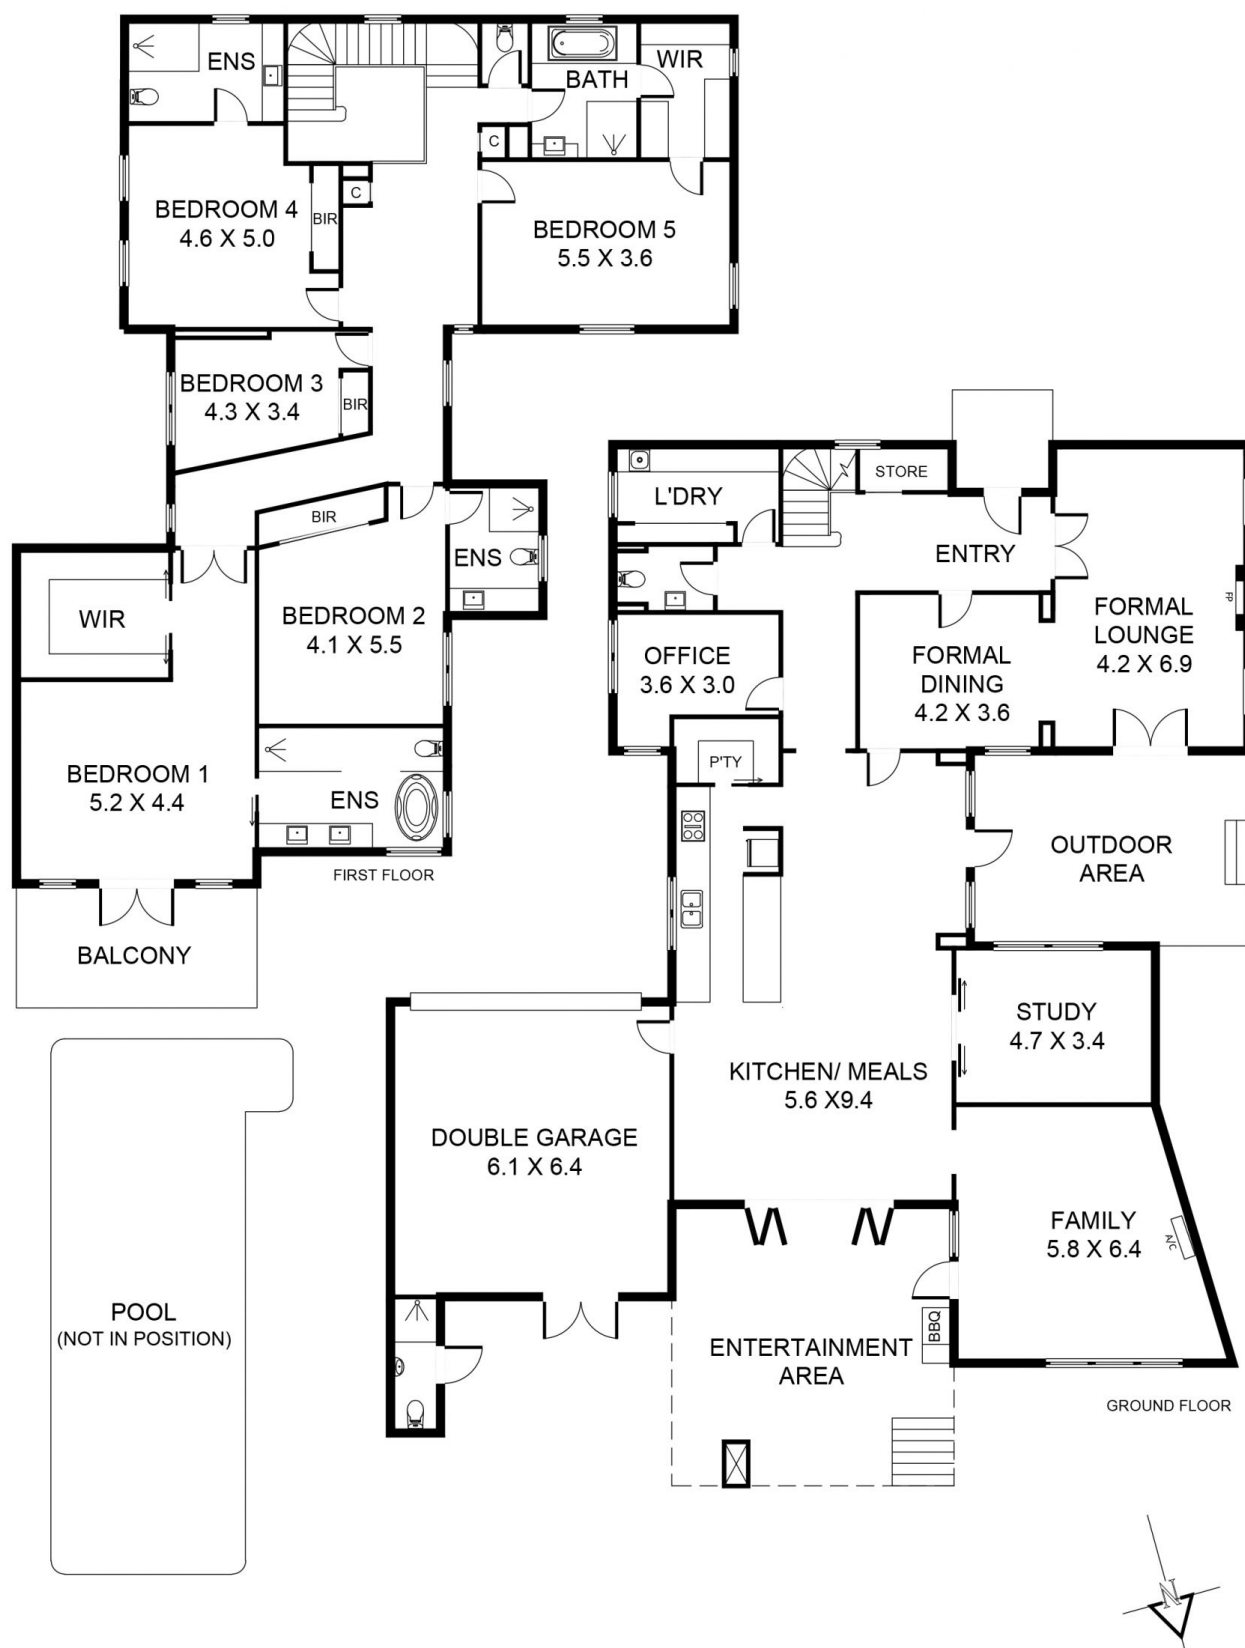 ENS
BATH
WIR
C
C
BEDROOM 4
4.6 X 5.0
BIR
BEDROOM 5
5.5 X 3.6
BEDROOM 3
4.3 X 3.4
BIR
BIR
ENS
WIR
BEDROOM 2
4.1 X 5.5
BEDROOM 1
5.2 X 4.4
ENS
FIRST FLOOR
BALCONY
L'DRY
STORE
ENTRY
FORMAL
LOUNGE
4.2 X 6.9
FP
OFFICE
3.6 X 3.0
FORMAL
DINING
4.2 X 3.6
P'TY
OUTDOOR
AREA
STUDY
4.7 X 3.4
KITCHEN/ MEALS
5.6 X9.4
DOUBLE GARAGE
6.1 X 6.4
FAMILY
5.8 X 6.4
A/C
BBQ
ENTERTAINMENT
AREA
GROUND FLOOR
POOL
(NOT IN POSITION)
N